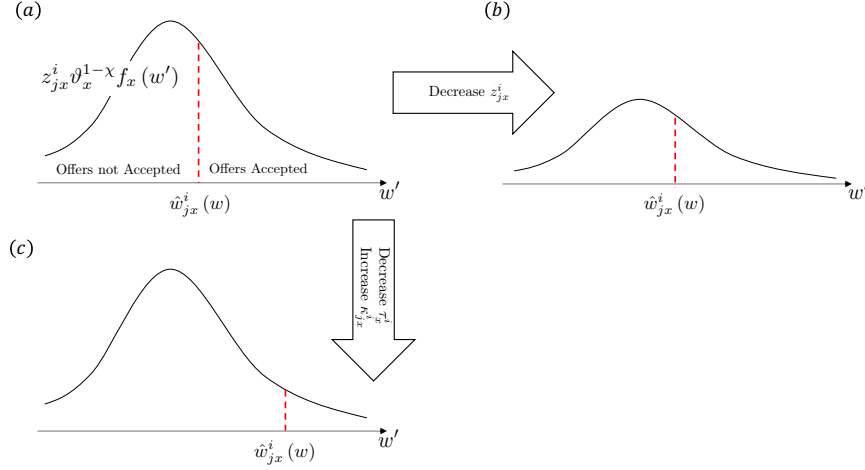 (a)
z^i_{jx} ϑ_x^{1−χ} f_x (w′)
Offers not Accepted
Offers Accepted
w′
ŵ^i_{jx} (w)
Decrease z^i_{jx}
(b)
w′
ŵ^i_{jx} (w)
Decrease τ^i_x
Increase κ^i_{jx}
(c)
w′
ŵ^i_{jx} (w)